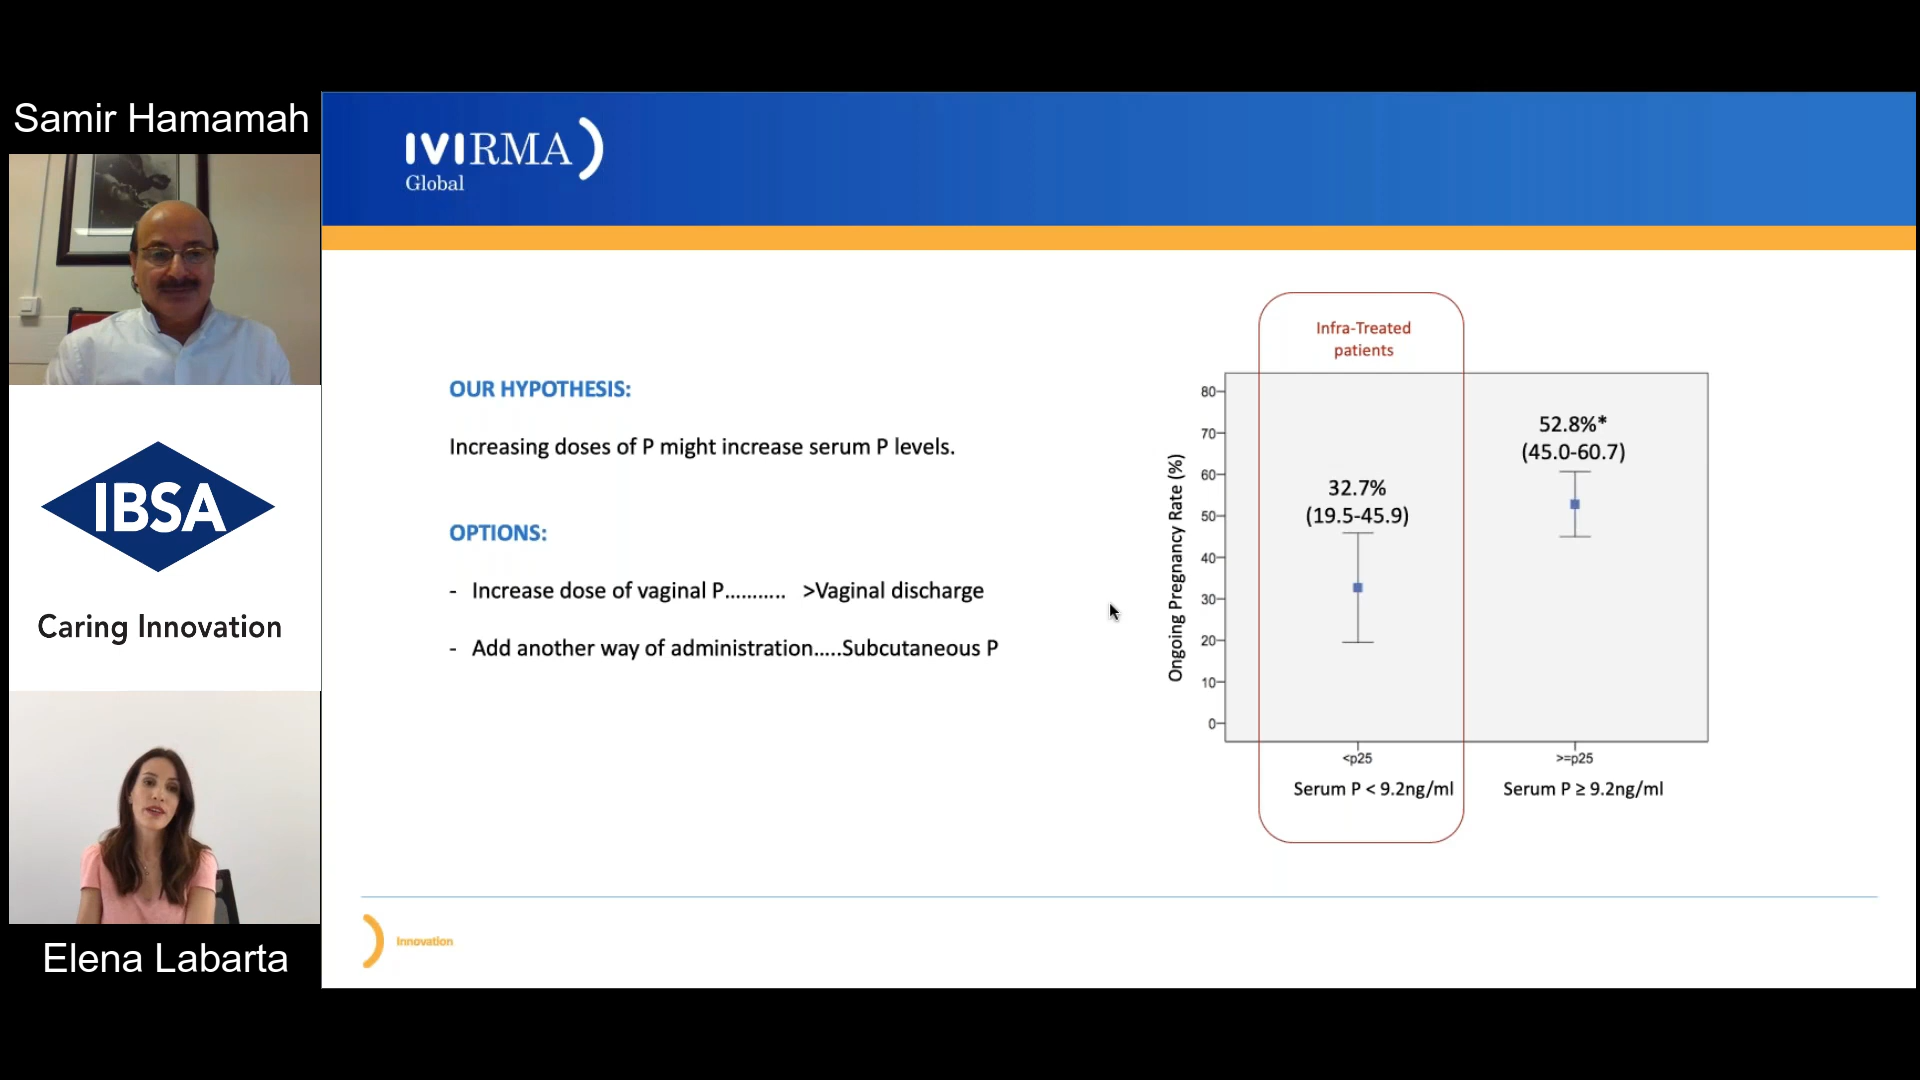 Samir Hamamah
IBSA
Caring Innovation
Elena Labarta
IVIRMA
Global
OUR HYPOTHESIS:
Increasing doses of P might increase serum P levels.
OPTIONS:
- Increase dose of vaginal P........... >Vaginal discharge
- Add another way of administration.....Subcutaneous P
Infra-Treated
patients
Ongoing Pregnancy Rate (%)
80
70
60
50
40
30
20
10
0
32.7%
(19.5-45.9)
52.8%*
(45.0-60.7)
<p25
>=p25
Serum P < 9.2ng/ml
Serum P ≥ 9.2ng/ml
Innovation